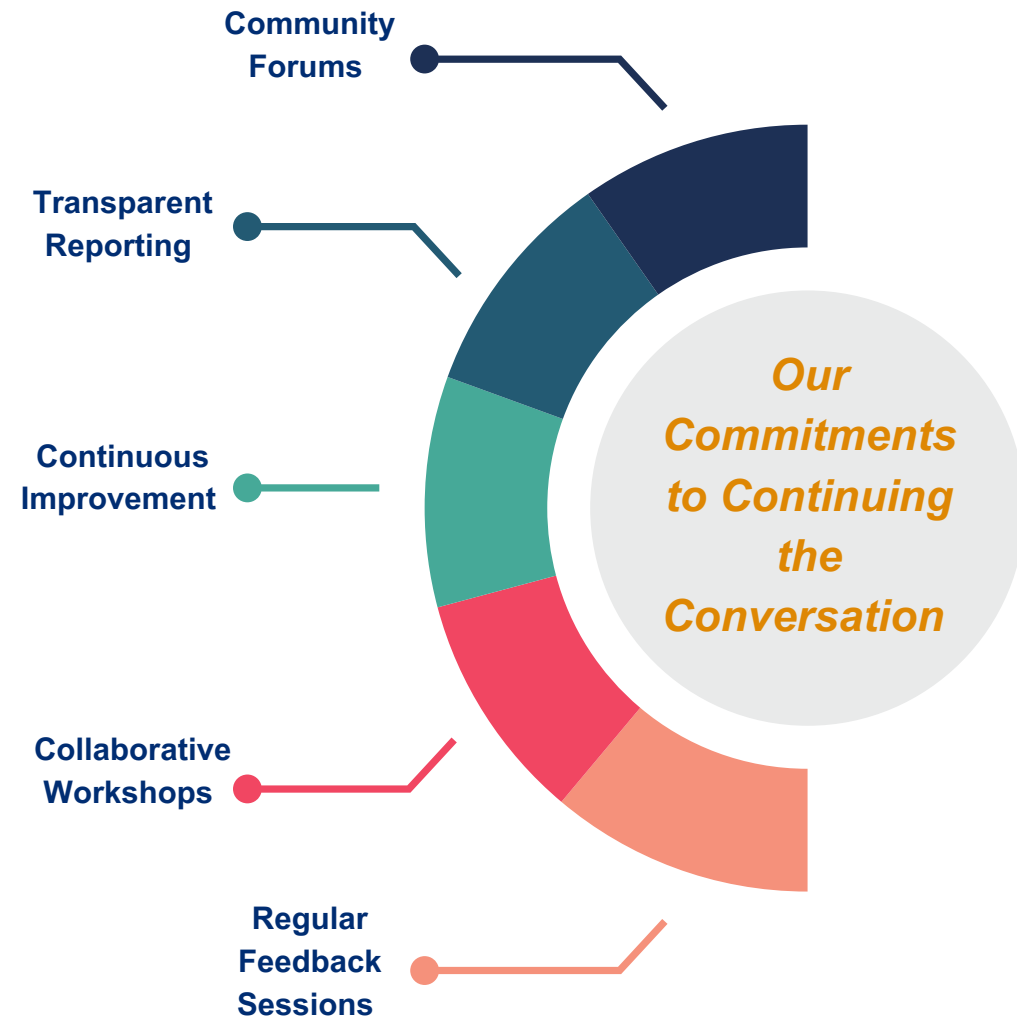 Community
Forums
Transparent
Reporting
Continuous
Improvement
Collaborative
Workshops
Regular
Feedback
Sessions
Our
Commitments
to Continuing
the
Conversation